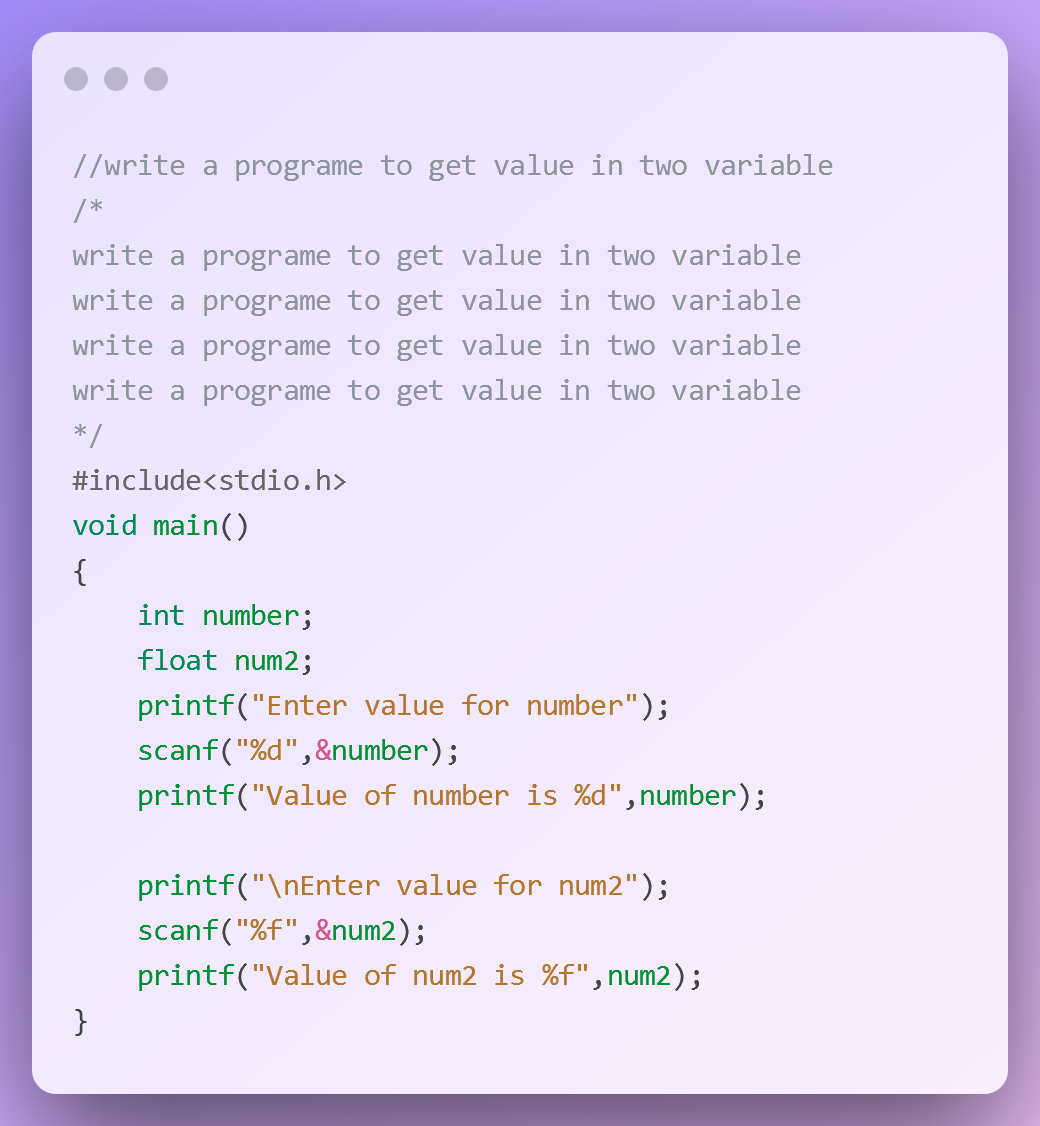 //write a programe to get value in two variable
/*
write a programe to get value in two variable
write a programe to get value in two variable
write a programe to get value in two variable
write a programe to get value in two variable
*/
#include<stdio.h>
void main()
{
    int number;
    float num2;
    printf("Enter value for number");
    scanf("%d",&number);
    printf("Value of number is %d",number);

    printf("\nEnter value for num2");
    scanf("%f",&num2);
    printf("Value of num2 is %f",num2);
}